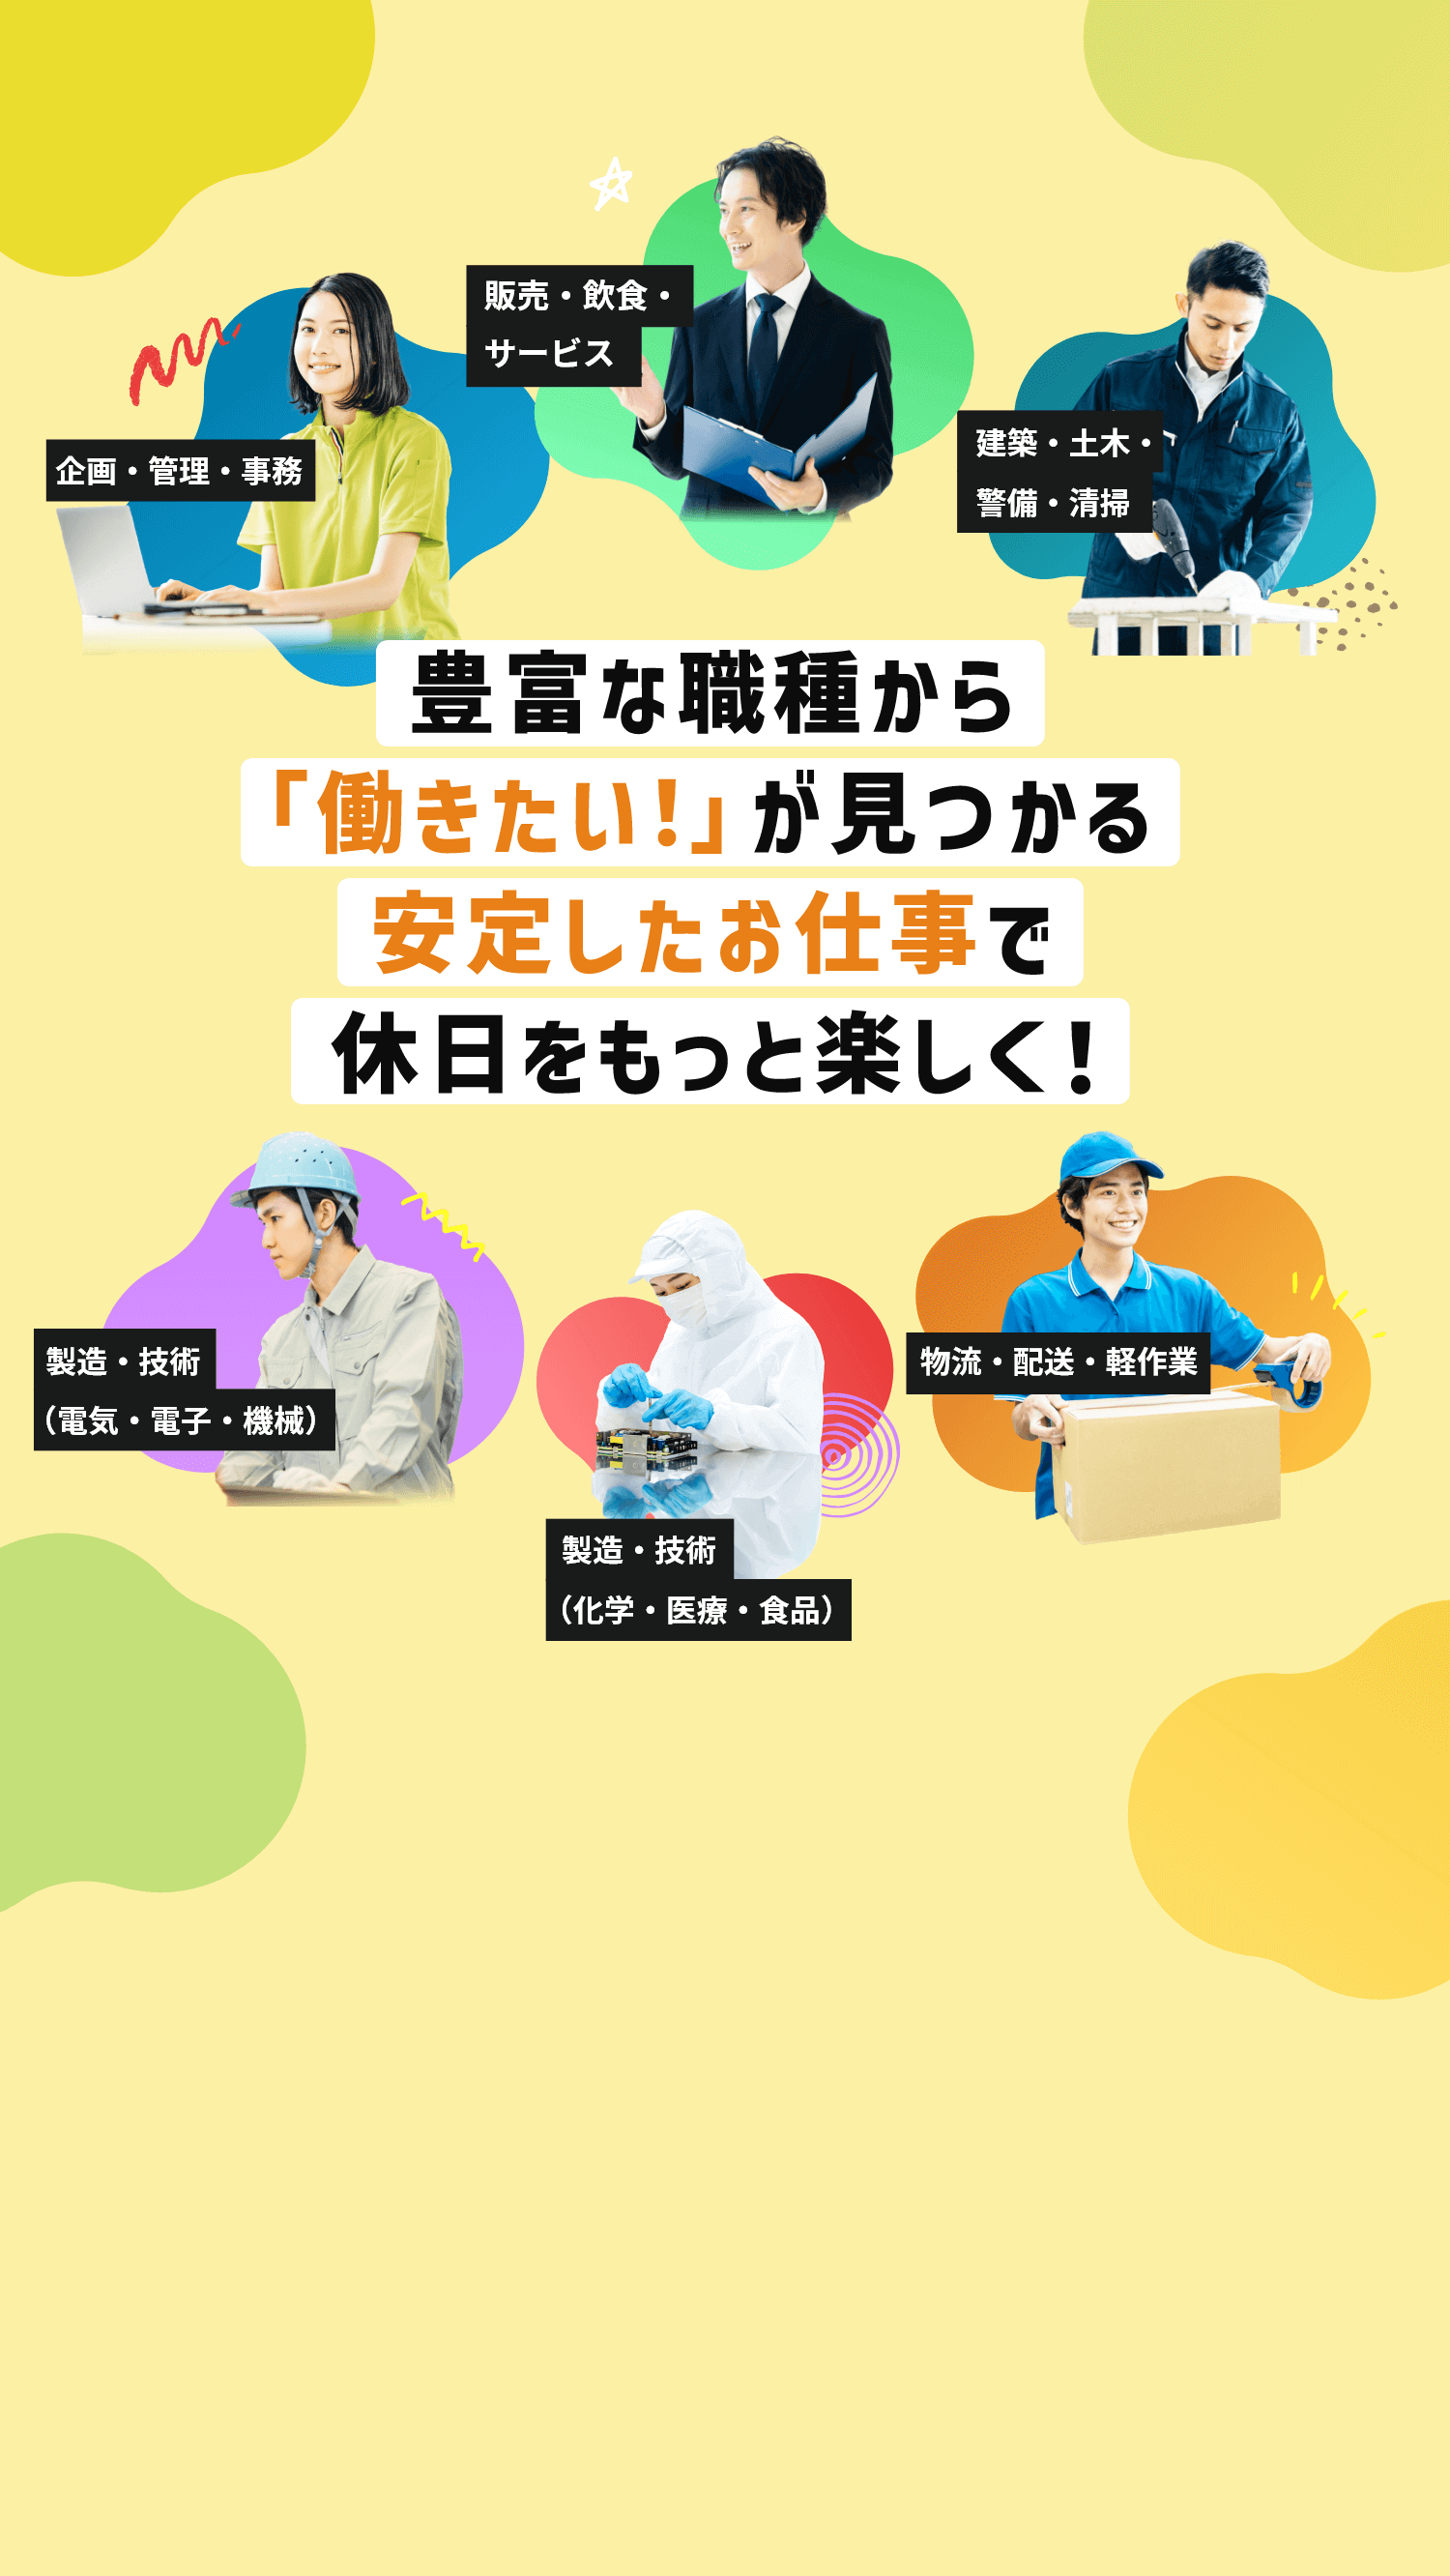 販売・飲食・
サービス
企画・管理・事務
建築・土木・
警備・清掃
豊富な職種から
「働きたい！」が見つかる
安定したお仕事で
休日をもっと楽しく！
製造・技術
（電気・電子・機械）
製造・技術
（化学・医療・食品）
物流・配送・軽作業